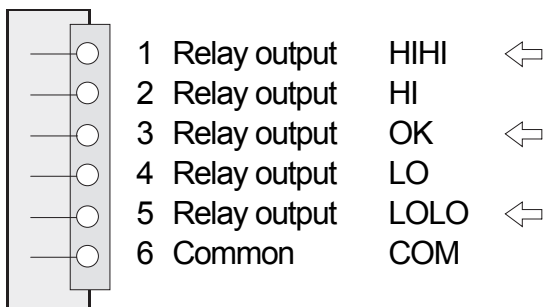 1 Relay output HIHI
2 Relay output HI
3 Relay output OK
4 Relay output LO
5 Relay output LOLO
6 Common COM